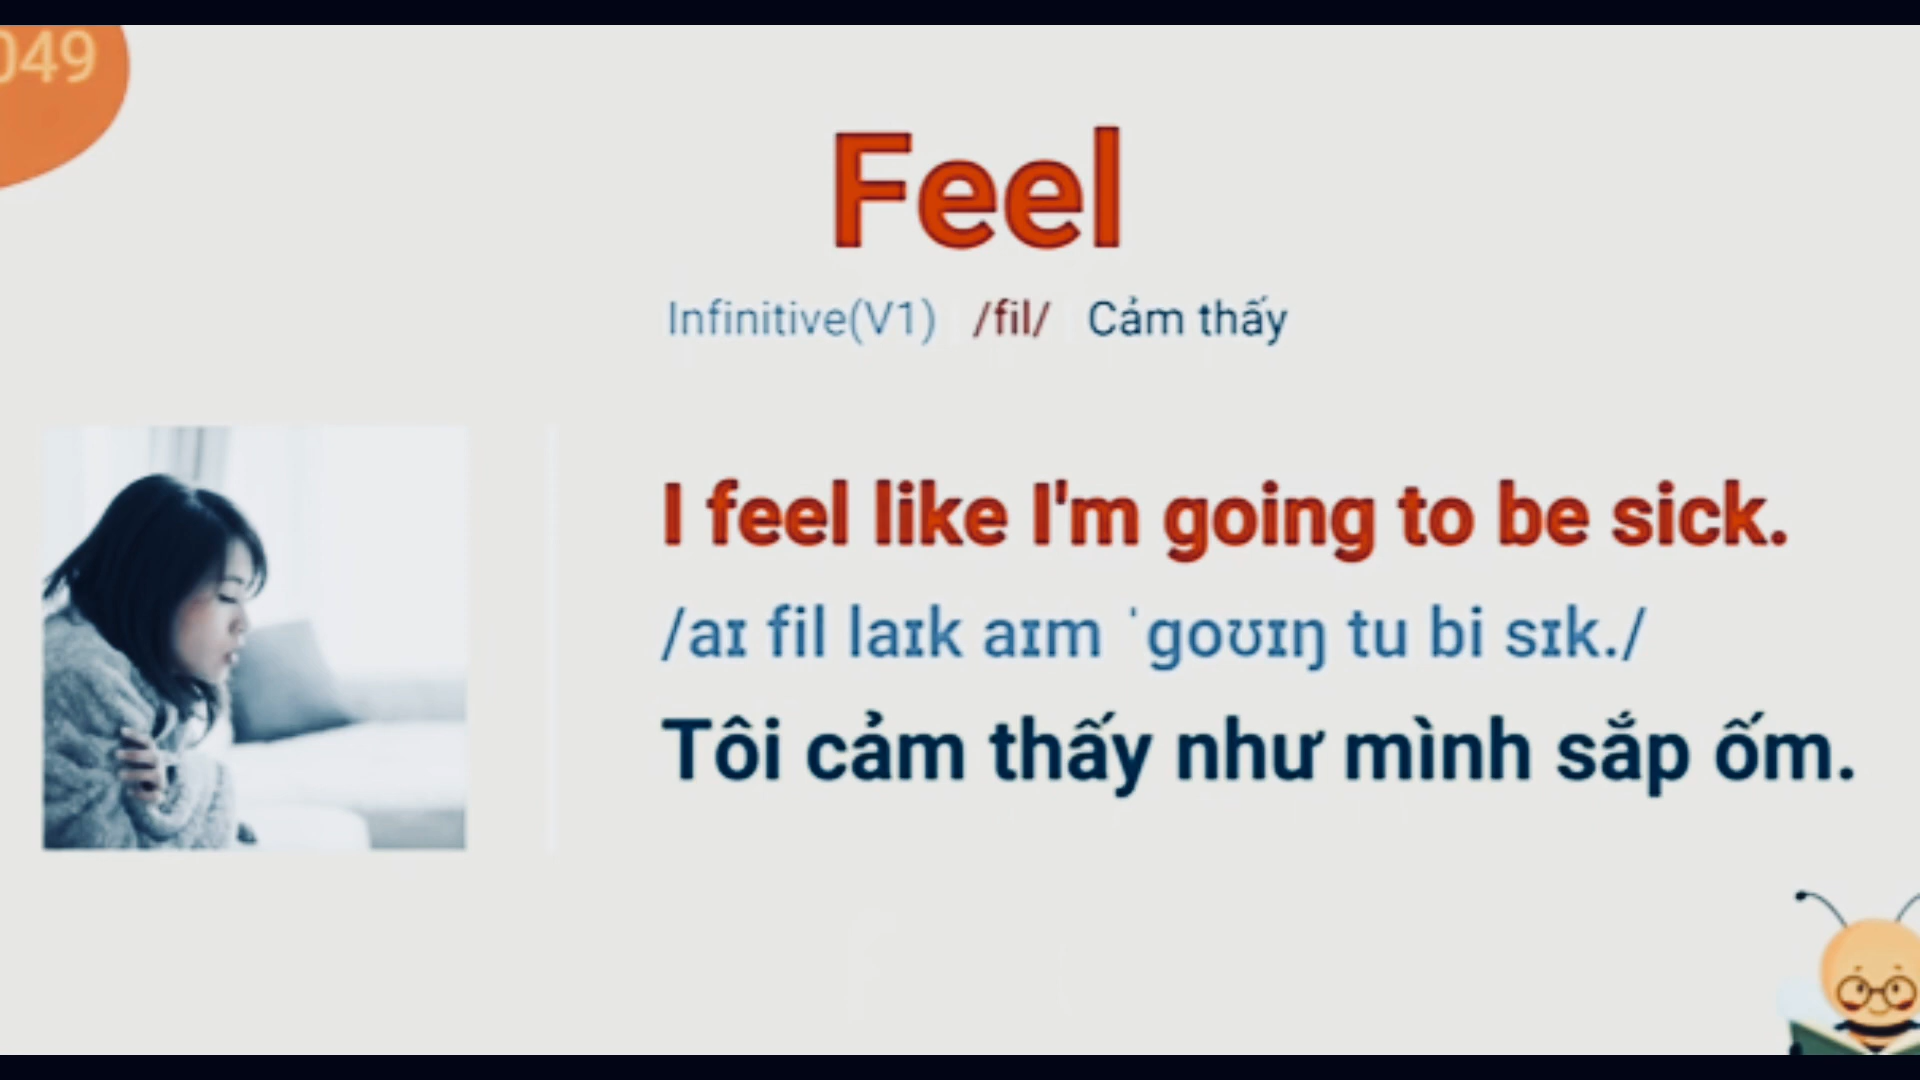 049
Feel
Infinitive(V1) /fil/ Cảm thấy
I feel like I'm going to be sick.
/aɪ fil laɪk aɪm ˈgoʊɪŋ tu bi sɪk./
Tôi cảm thấy như mình sắp ốm.